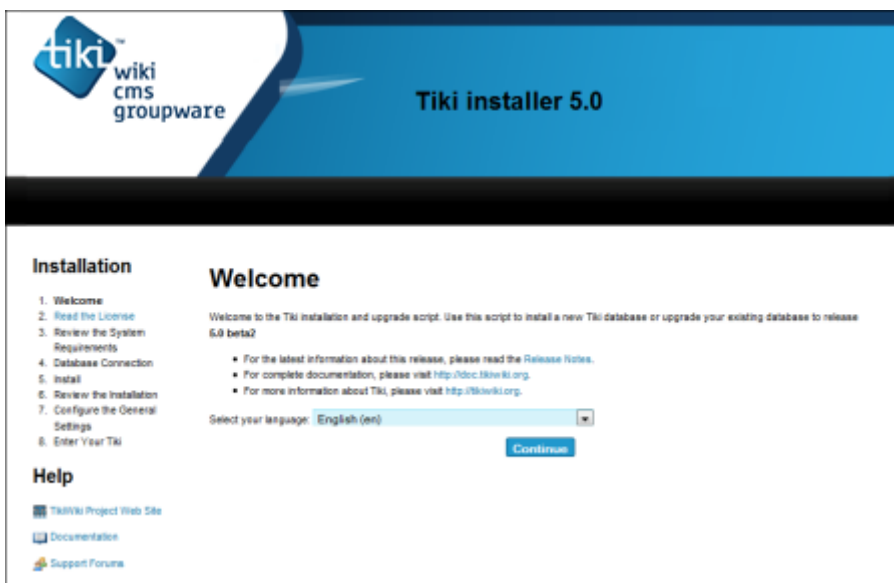 tiki™
wiki
cms
groupware
Tiki installer 5.0
Installation
1. Welcome
2. Read the License
3. Review the System
Requirements
4. Database Connection
5. Install
6. Review the Installation
7. Configure the General
Settings
8. Enter Your Tiki
Help
TikiWiki Project Web Site
Documentation
Support Forums
Welcome
Welcome to the Tiki installation and upgrade script. Use this script to install a new Tiki database or upgrade your existing database to release
5.0 beta2
• For the latest information about this release, please read the Release Notes.
• For complete documentation, please visit http://doc.tikiwiki.org.
• For more information about Tiki, please visit http://tikiwiki.org.
Select your language: English (en)
Continue